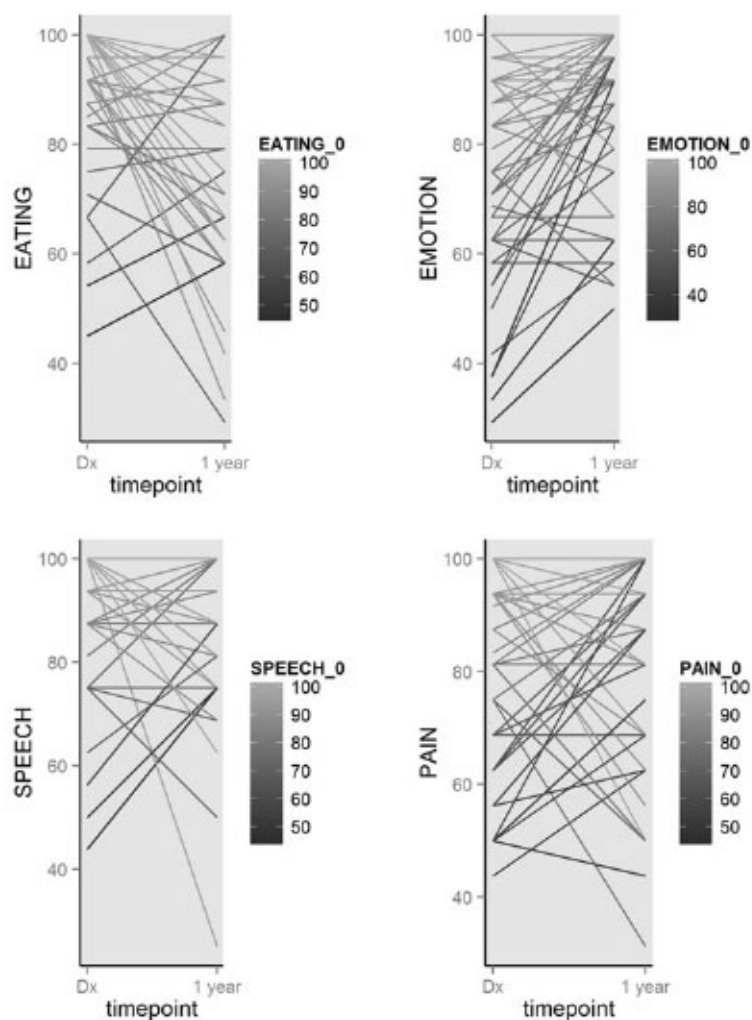 EATING
100
80
60
40
Dx
1 year
timepoint
EATING_0
100
90
80
70
60
50
EMOTION
100
80
60
40
Dx
1 year
timepoint
EMOTION_0
100
80
60
40
SPEECH
100
80
60
40
Dx
1 year
timepoint
SPEECH_0
100
90
80
70
60
50
PAIN
100
80
60
40
Dx
1 year
timepoint
PAIN_0
100
90
80
70
60
50